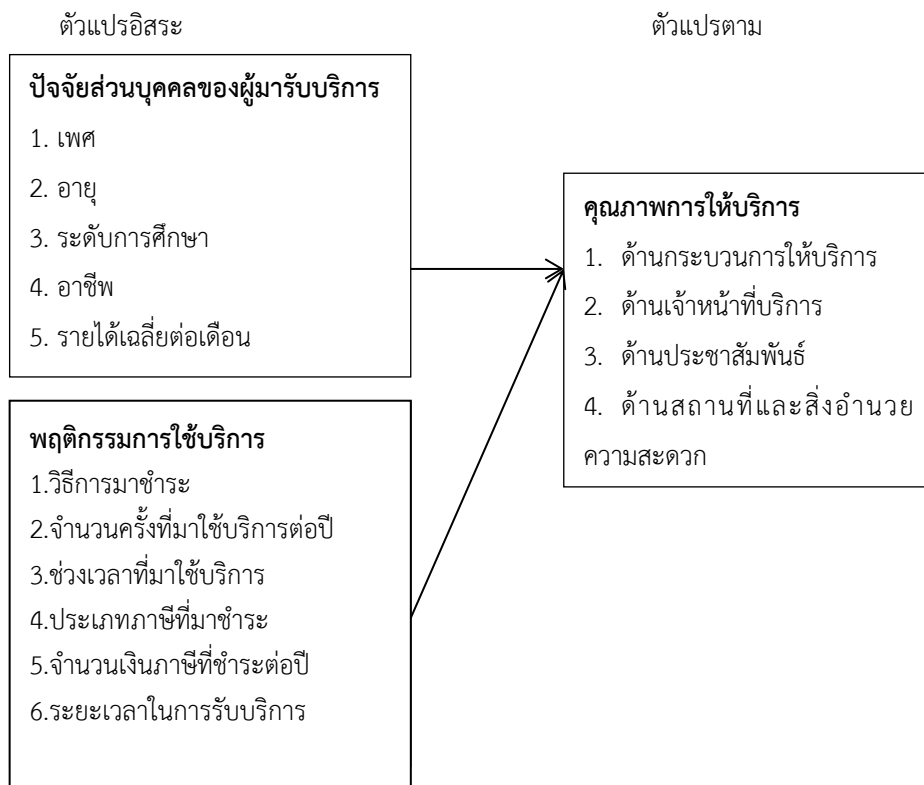 ตัวแปรอิสระ
ตัวแปรตาม
ปัจจัยส่วนบุคคลของผู้มารับบริการ
1. เพศ
2. อายุ
3. ระดับการศึกษา
4. อาชีพ
5. รายได้เฉลี่ยต่อเดือน
คุณภาพการให้บริการ
1. ด้านกระบวนการให้บริการ
2. ด้านเจ้าหน้าที่บริการ
3. ด้านประชาสัมพันธ์
4. ด้านสถานที่และสิ่งอำนวย
ความสะดวก
พฤติกรรมการใช้บริการ
1.วิธีการมาชำระ
2.จำนวนครั้งที่มาใช้บริการต่อปี
3.ช่วงเวลาที่มาใช้บริการ
4.ประเภทภาษีที่มาชำระ
5.จำนวนเงินภาษีที่ชำระต่อปี
6.ระยะเวลาในการรับบริการ